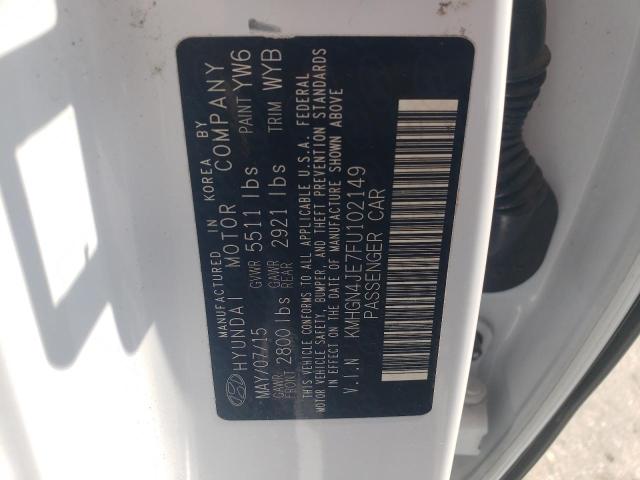 MANUFACTURED IN KOREA BY
HYUNDAI MOTOR COMPANY
MAY/07/15 GVWR 5511 lbs PAINT YW6
GAWR FRONT 2800 lbs GAWR REAR 2921 lbs TRIM WYB
THIS VEHICLE CONFORMS TO ALL APPLICABLE U.S.A. FEDERAL
MOTOR VEHICLE SAFETY, BUMPER, AND THEFT PREVENTION STANDARDS
IN EFFECT ON THE DATE OF MANUFACTURE SHOWN ABOVE
V.I.N KMHGN4JE7FU102149
PASSENGER CAR